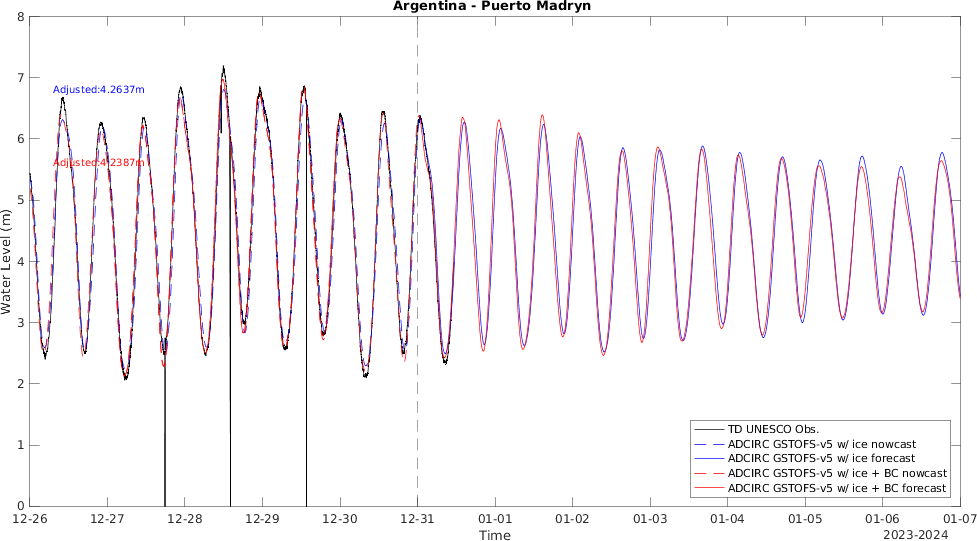 Argentina - Puerto Madryn
8
7
6
5
4
3
2
1
0
Water Level (m)
Adjusted:4.2637m
Adjusted:4.2387m
TD UNESCO Obs.
ADCIRC GSTOFS-v5 w/ ice nowcast
ADCIRC GSTOFS-v5 w/ ice forecast
ADCIRC GSTOFS-v5 w/ ice + BC nowcast
ADCIRC GSTOFS-v5 w/ ice + BC forecast
12-26 12-27 12-28 12-29 12-30 12-31 01-01 01-02 01-03 01-04 01-05 01-06 01-07
Time
2023-2024